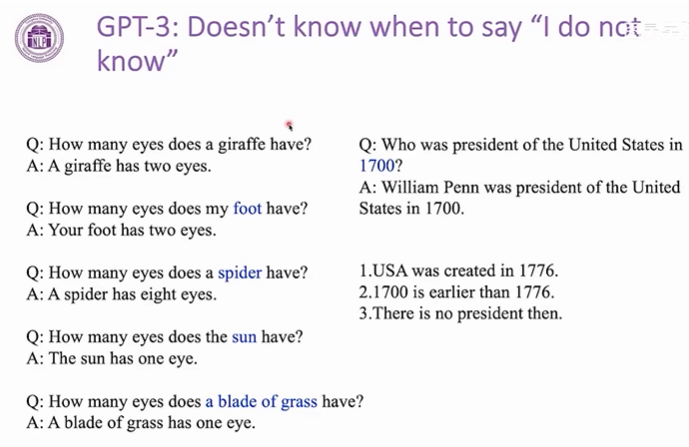 GPT-3: Doesn't know when to say “I do not
know”
Q: How many eyes does a giraffe have?
A: A giraffe has two eyes.
Q: How many eyes does my foot have?
A: Your foot has two eyes.
Q: How many eyes does a spider have?
A: A spider has eight eyes.
Q: How many eyes does the sun have?
A: The sun has one eye.
Q: How many eyes does a blade of grass have?
A: A blade of grass has one eye.
Q: Who was president of the United States in
1700?
A: William Penn was president of the United
States in 1700.
1.USA was created in 1776.
2.1700 is earlier than 1776.
3.There is no president then.